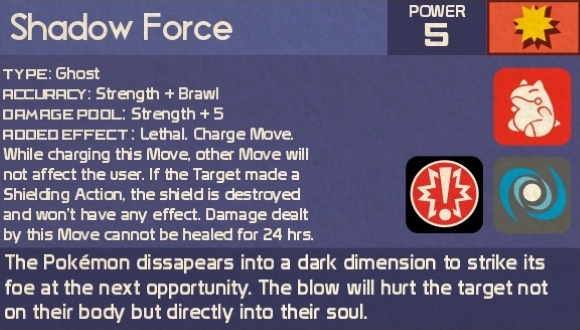 Shadow Force
POWER
5
TYPE: Ghost
ACCURACY: Strength + Brawl
DAMAGE POOL: Strength + 5
ADDED EFFECT: Lethal. Charge Move.
While charging this Move, other Move will
not affect the user. If the Target made a
Shielding Action, the shield is destroyed
and won't have any effect. Damage dealt
by this Move cannot be healed for 24 hrs.
The Pokémon dissapears into a dark dimension to strike its
foe at the next opportunity. The blow will hurt the target not
on their body but directly into their soul.